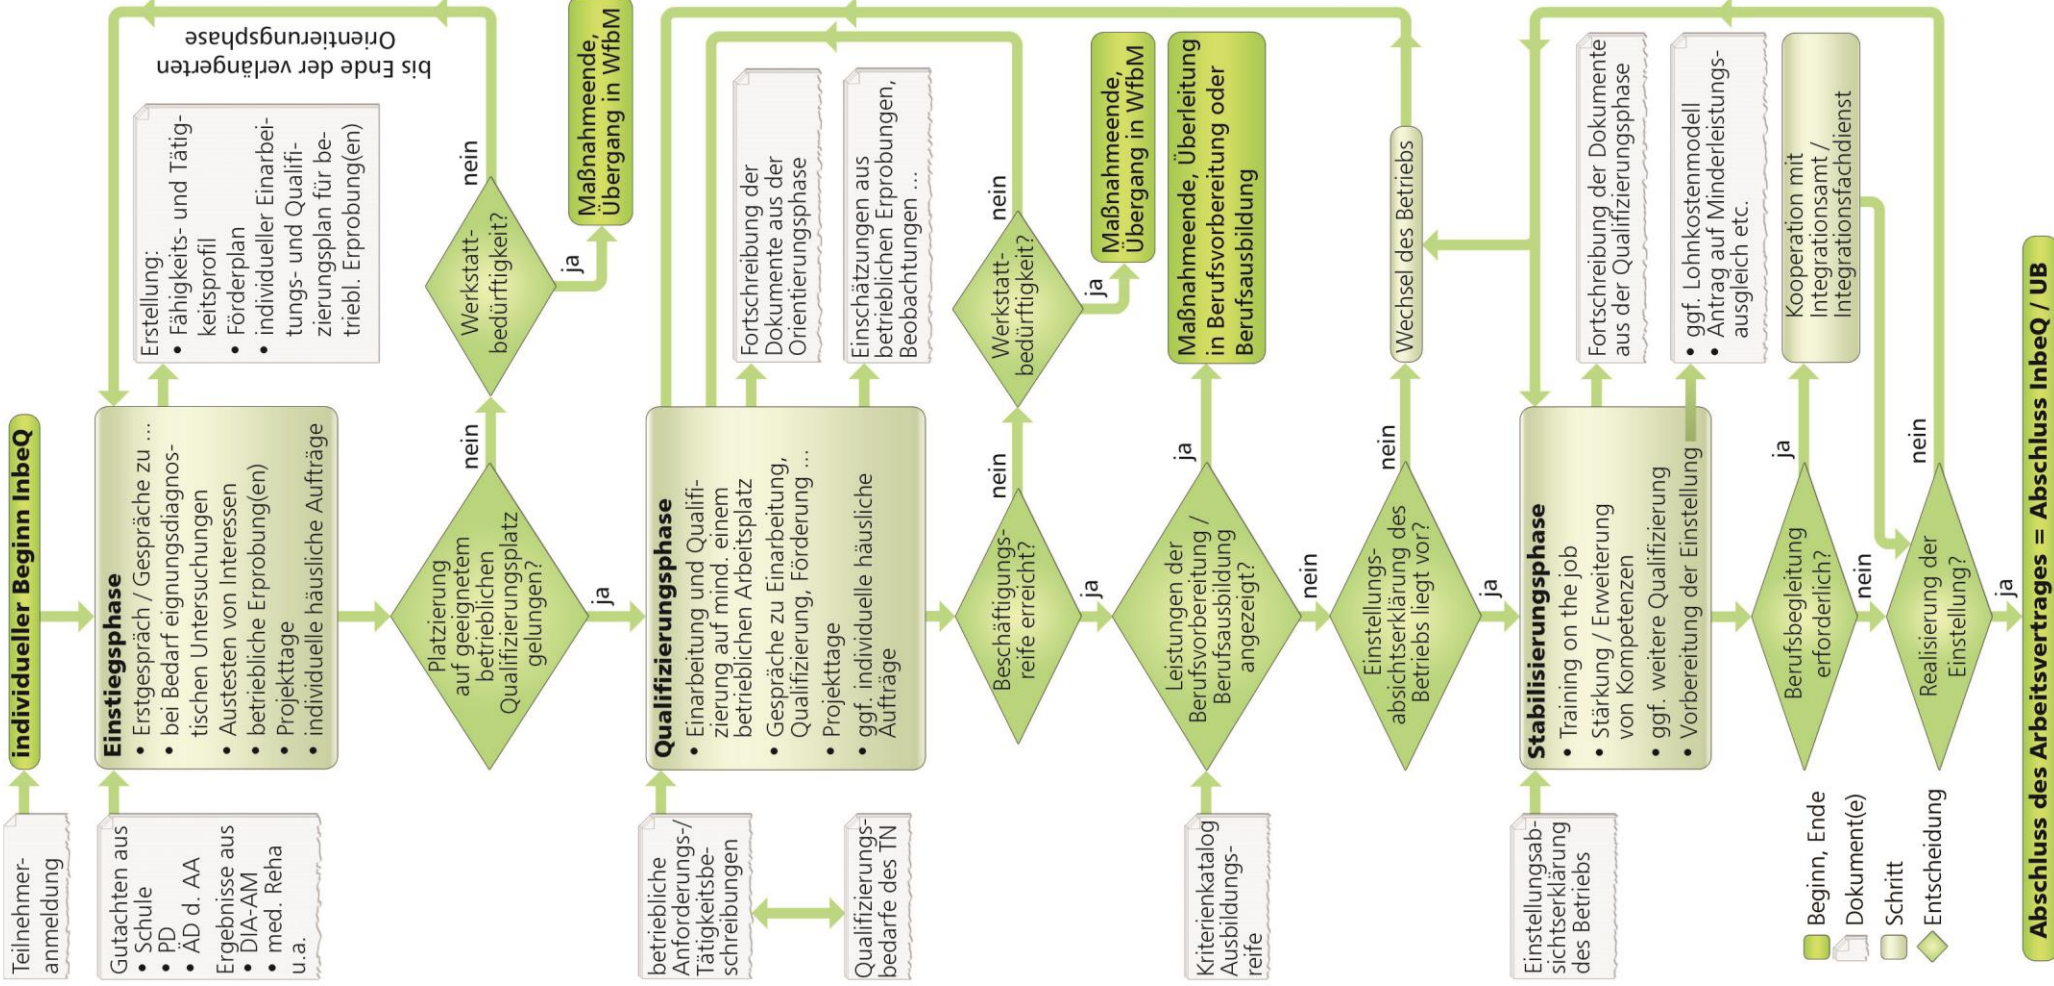 Teilnehmer-
anmeldung
individueller Beginn InbeQ
Gutachten aus
• Schule
• PD
• ÄD d. AA
Ergebnisse aus
• DIA-AM
• med. Reha
u.a.
Einstiegsphase
• Erstgespräch / Gespräche zu ...
• bei Bedarf eignungsdiagnos-
tischen Untersuchungen
• Austesten von Interessen
• betriebliche Erprobung(en)
• Projekttage
• individuelle häusliche Aufträge
Erstellung:
• Fähigkeits- und Tätig-
keitsprofil
• Förderplan
• individueller Einarbei-
tungs- und Qualifi-
zierungsplan für be-
triebl. Erprobung(en)
bis Ende der verlängerten
Orientierungsphase
Platzierung
auf geeignetem
betrieblichen
Qualifizierungsplatz
gelungen?
nein
ja
Werkstatt-
bedürftigkeit?
nein
ja
Maßnahmeende,
Übergang in WfbM
betriebliche
Anforderungs-/
Tätigkeitsbe-
schreibungen
Qualifizierungs-
bedarfe des TN
Qualifizierungsphase
• Einarbeitung und Qualifi-
zierung auf mind. einem
betrieblichen Arbeitsplatz
• Gespräche zu Einarbeitung,
Qualifizierung, Förderung ...
• Projekttage
• ggf. individuelle häusliche
Aufträge
Fortschreibung der
Dokumente aus der
Orientierungsphase
Einschätzungen aus
betrieblichen Erprobungen,
Beobachtungen ...
Beschäftigungs-
reife erreicht?
nein
ja
Werkstatt-
bedürftigkeit?
nein
ja
Maßnahmeende,
Übergang in WfbM
Kriterienkatalog
Ausbildungs-
reife
Leistungen der
Berufsvorbereitung /
Berufsausbildung
angezeigt?
ja
nein
Maßnahmeende, Überleitung
in Berufsvorbereitung oder
Berufsausbildung
Einstellungs-
absichtserklärung des
Betriebs liegt vor?
nein
ja
Wechsel des Betriebs
Einstellungsab-
sichtserklärung
des Betriebs
Stabilisierungsphase
• Training on the job
• Stärkung / Erweiterung
von Kompetenzen
• ggf. weitere Qualifizierung
• Vorbereitung der Einstellung
Fortschreibung der Dokumente
aus der Qualifizierungsphase
• ggf. Lohnkostenmodell
• Antrag auf Minderleistungs-
ausgleich etc.
Berufsbegleitung
erforderlich?
ja
nein
Kooperation mit
Integrationsamt /
Integrationsfachdienst
Realisierung der
Einstellung?
nein
ja
Beginn, Ende
Dokument(e)
Schritt
Entscheidung
Abschluss des Arbeitsvertrages = Abschluss InbeQ / UB